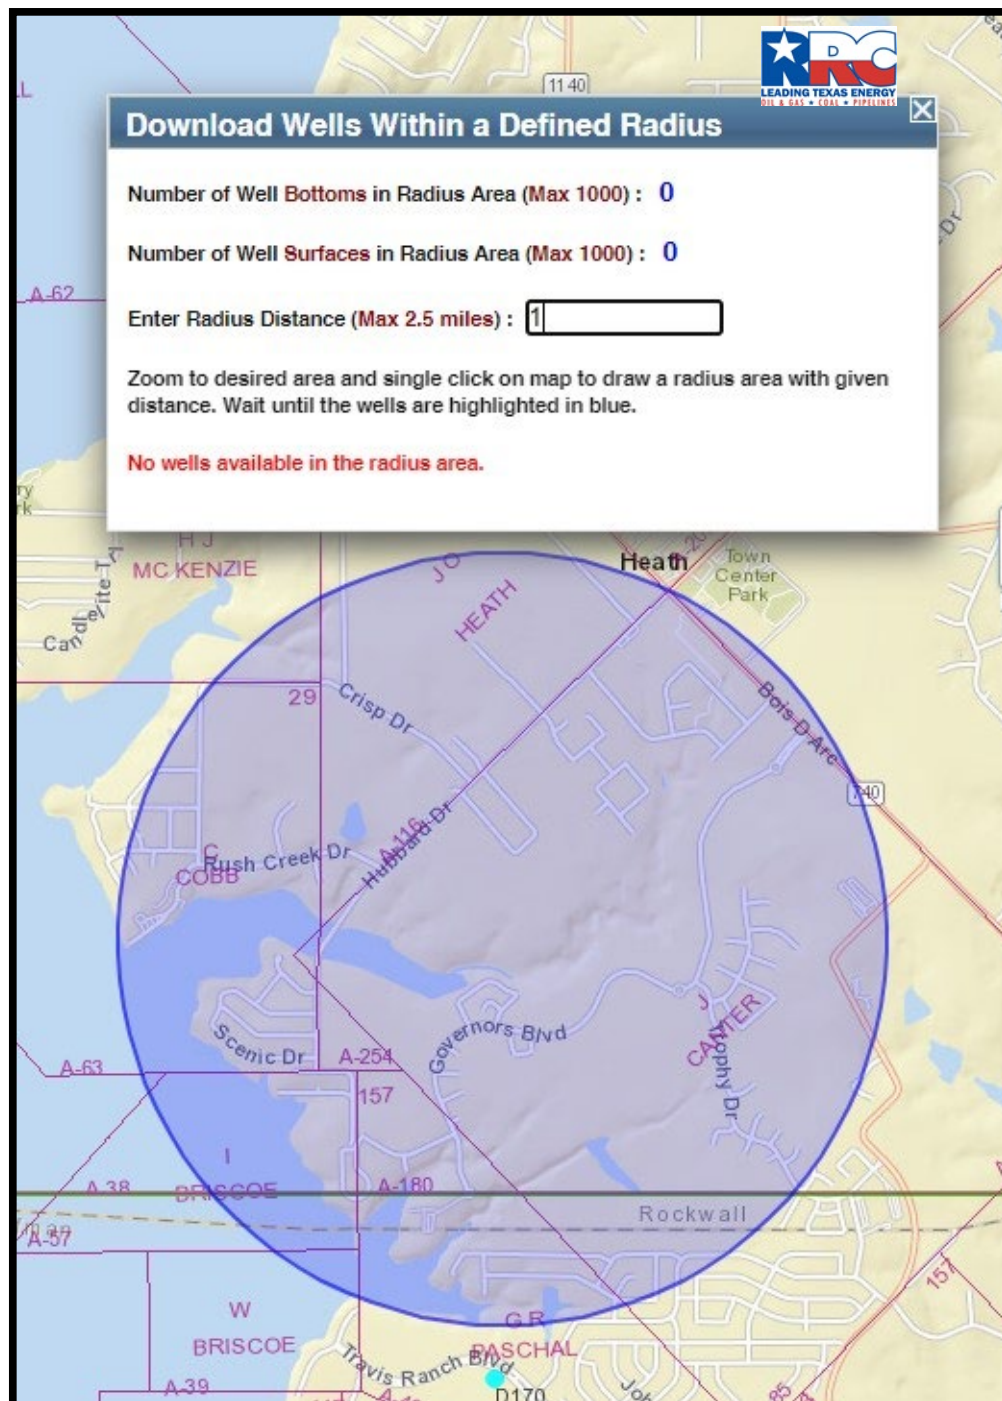 11 40
RRC
LEADING TEXAS ENERGY
OIL & GAS ★ COAL ★ PIPELINES
Download Wells Within a Defined Radius
Number of Well Bottoms in Radius Area (Max 1000) : 0
Number of Well Surfaces in Radius Area (Max 1000) : 0
A-62
Enter Radius Distance (Max 2.5 miles) : 1
Zoom to desired area and single click on map to draw a radius area with given
distance. Wait until the wells are highlighted in blue.
No wells available in the radius area.
H J
MC KENZIE
J O
HEATH
Heath
Town
Center
Park
29
Crisp Dr
Bois D Arc
740
C
COBB
Rush Creek Dr
A-116
Hubbard Dr
Scenic Dr
A-254
Governors Blvd
J
CANTER
Trophy Dr
A-63
157
I
BRISCOE
A-38
A-180
Rockwall
A-57
157
W
BRISCOE
G R
PASCHAL
Travis Ranch Blvd
A-39
D170